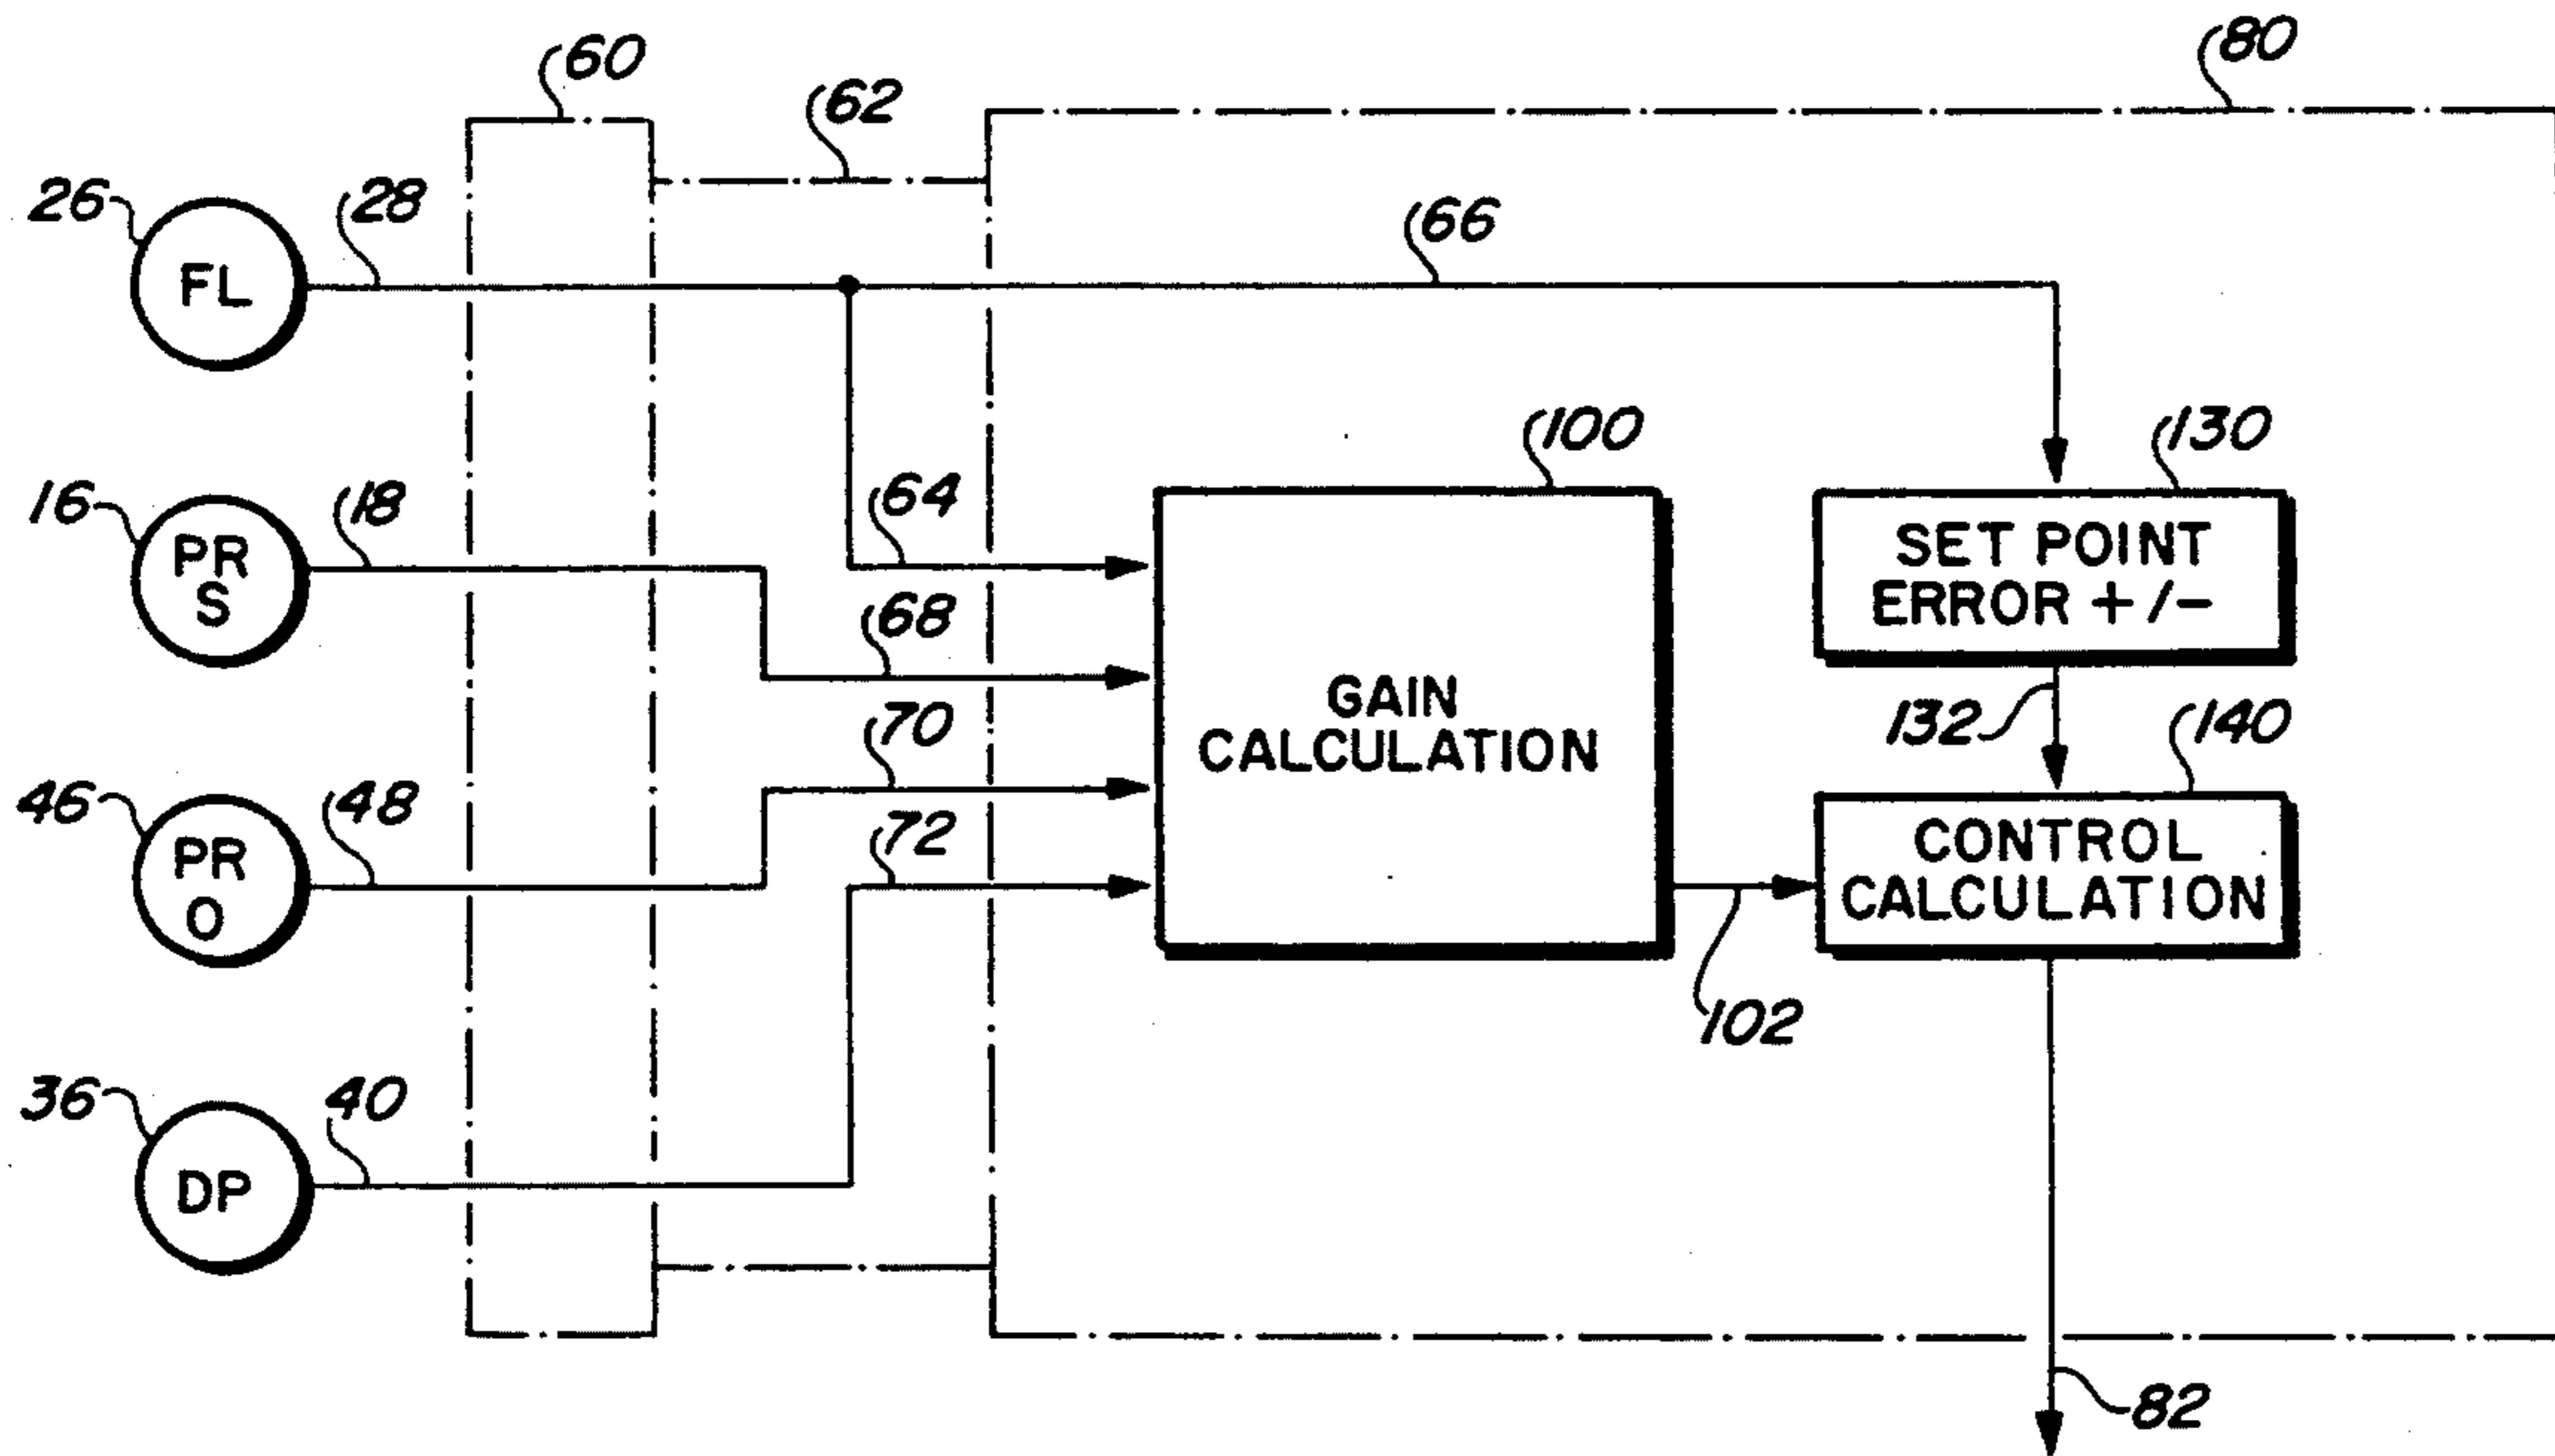 60
80
62
26
28
66
FL
100
130
16
18
64
PR
S
SET POINT
ERROR +/-
68
GAIN
CALCULATION
70
132
140
46
48
72
PR
O
CONTROL
CALCULATION
102
36
40
DP
82